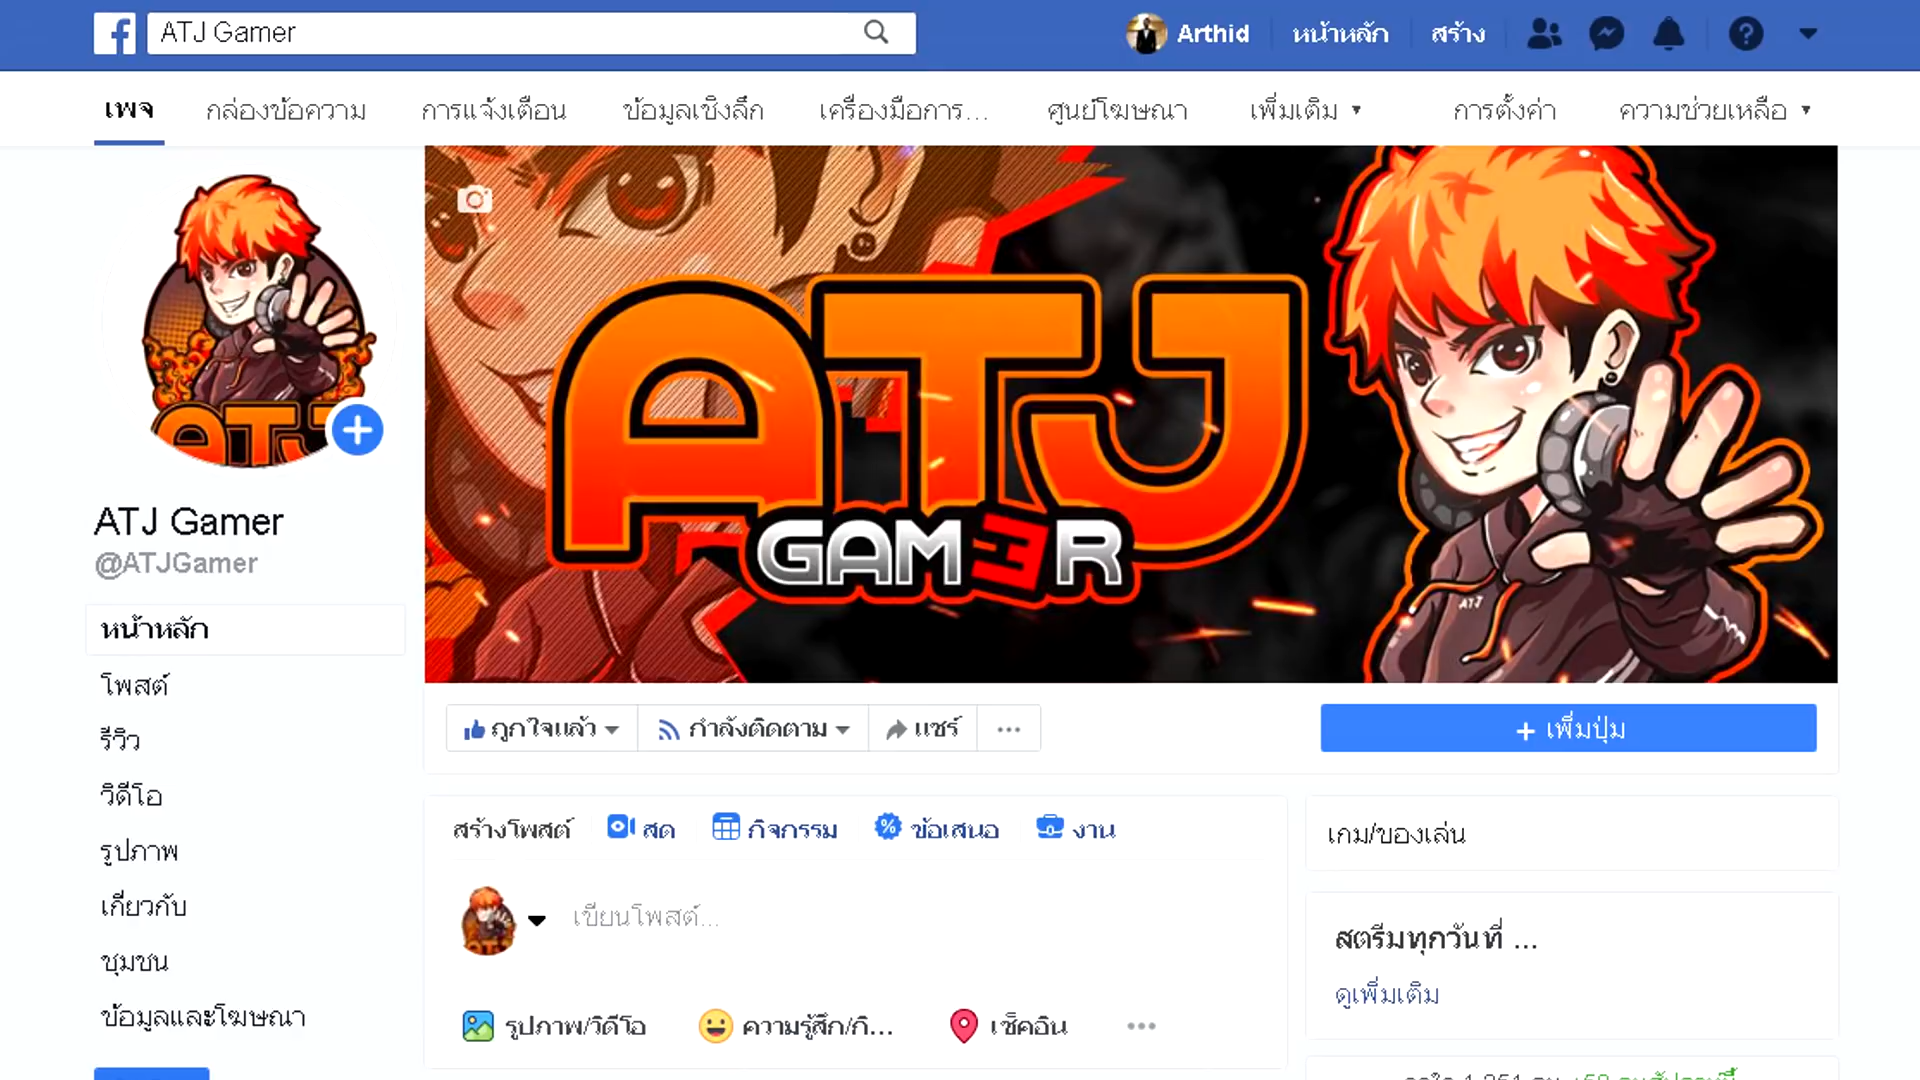 ATJ Gamer
Arthid
หน้าหลัก
สร้าง
เพจ
กล่องข้อความ
การแจ้งเตือน
ข้อมูลเชิงลึก
เครื่องมือการ...
ศูนย์โฆษณา
เพิ่มเติม
การตั้งค่า
ความช่วยเหลือ
ATJ
GAM3R
ATJ
ATJ
ATJ Gamer
@ATJGamer
หน้าหลัก
โพสต์
รีวิว
วิดีโอ
รูปภาพ
เกี่ยวกับ
ชุมชน
ข้อมูลและโฆษณา
ถูกใจแล้ว
กำลังติดตาม
แชร์
...
+ เพิ่มปุ่ม
สร้างโพสต์
สด
กิจกรรม
ข้อเสนอ
งาน
เขียนโพสต์...
รูปภาพ/วิดีโอ
ความรู้สึก/กิ...
เช็คอิน
...
เกม/ของเล่น
สตรีมทุกวันที่ ...
ดูเพิ่มเติม